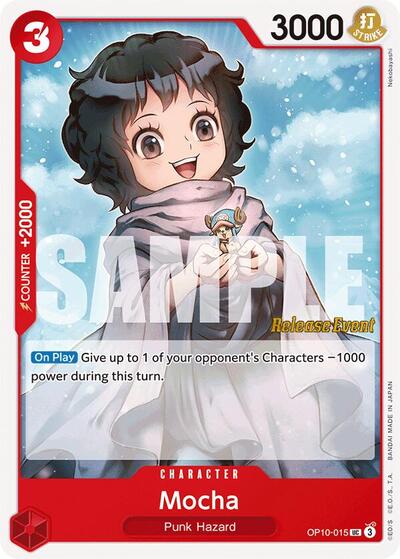 3
3000
打
STRIKE
Nekobayashi
COUNTER +2000
SAMPLE
Release Event
On Play Give up to 1 of your opponent's Characters −1000
power during this turn.
CHARACTER
Mocha
Punk Hazard
OP10-015 UC 3
©E.O./S., T.A. BANDAI MADE IN JAPAN